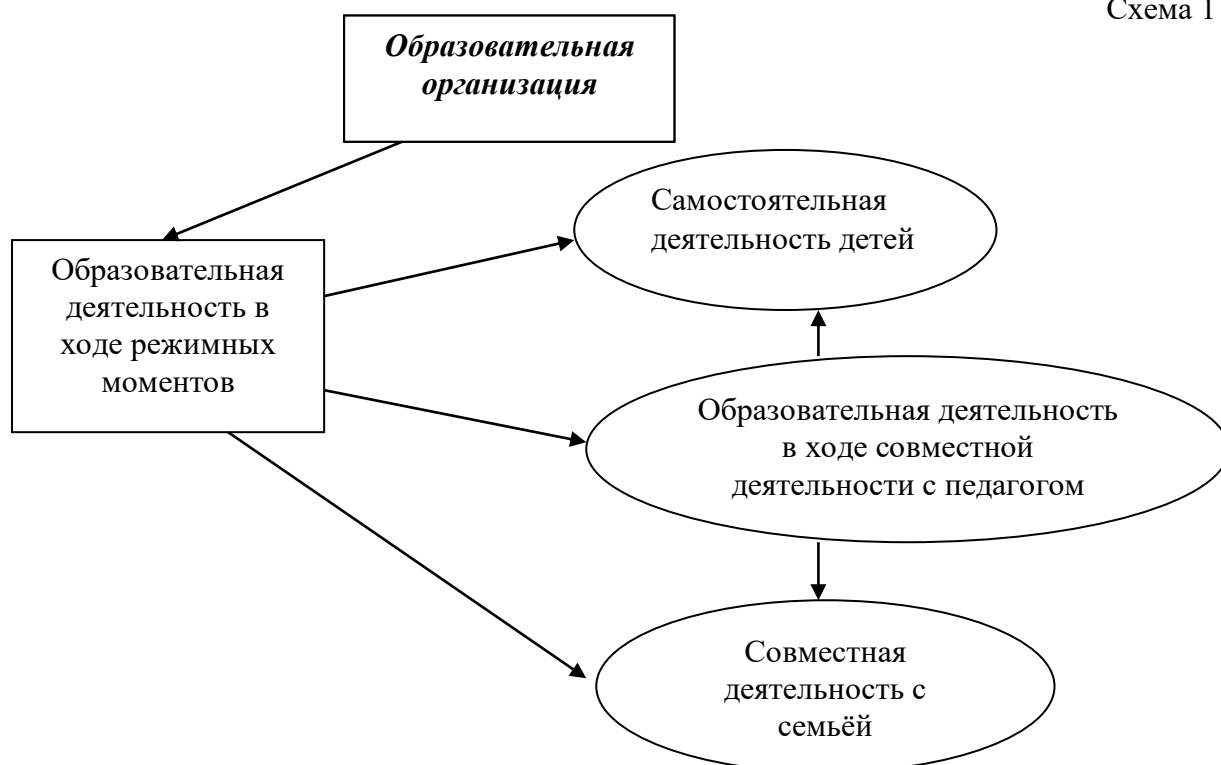 Схема 1
Образовательная
организация
Самостоятельная
деятельность детей
Образовательная
деятельность в
ходе режимных
моментов
Образовательная деятельность
в ходе совместной
деятельности с педагогом
Совместная
деятельность с
семьёй